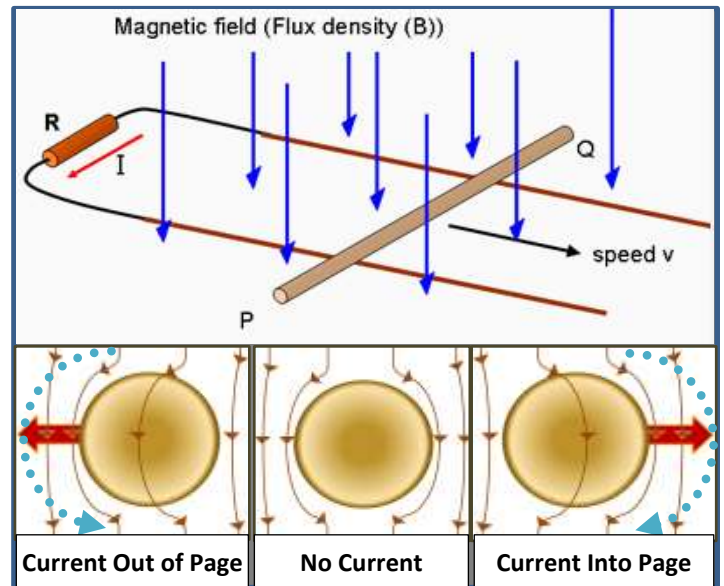 Magnetic field (Flux density (B))
R
I
Q
speed v
P
Current Out of Page
No Current
Current Into Page